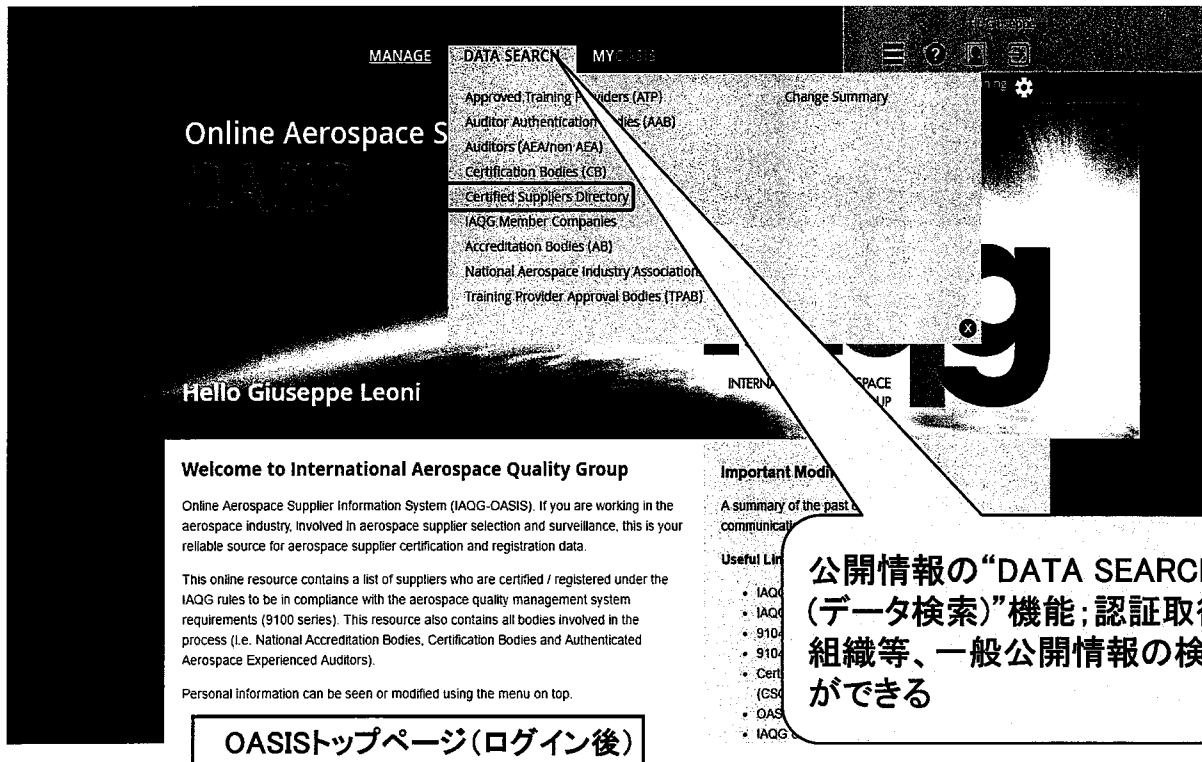 MANAGE
DATA SEARCH
MYOASIS
Approved Training Providers (ATP)
Change Summary
Auditor Authentication Bodies (AAB)
Auditors (AEA/non AEA)
Certification Bodies (CB)
Certified Suppliers Directory
IAQG Member Companies
Accreditation Bodies (AB)
National Aerospace Industry Association
Training Provider Approval Bodies (TPAB)
Online Aerospace S
OASIS
Hello Giuseppe Leoni
INTERNA
SPACE
UP
Welcome to International Aerospace Quality Group
Online Aerospace Supplier Information System (IAQG-OASIS). If you are working in the
aerospace industry, involved in aerospace supplier selection and surveillance, this is your
reliable source for aerospace supplier certification and registration data.
This online resource contains a list of suppliers who are certified / registered under the
IAQG rules to be in compliance with the aerospace quality management system
requirements (9100 series). This resource also contains all bodies involved in the
process (i.e. National Accreditation Bodies, Certification Bodies and Authenticated
Aerospace Experienced Auditors).
Personal information can be seen or modified using the menu on top.
OASISトップページ(ログイン後)
Important Modi
A summary of the past
communicati
Useful Lin
• IAQG
• IAQG
• 9104
• 9104
• Cert
(CSC
• OAS
• IAQG
公開情報の“DATA SEARCH
(データ検索)”機能;認証取得
組織等、一般公開情報の検
ができる